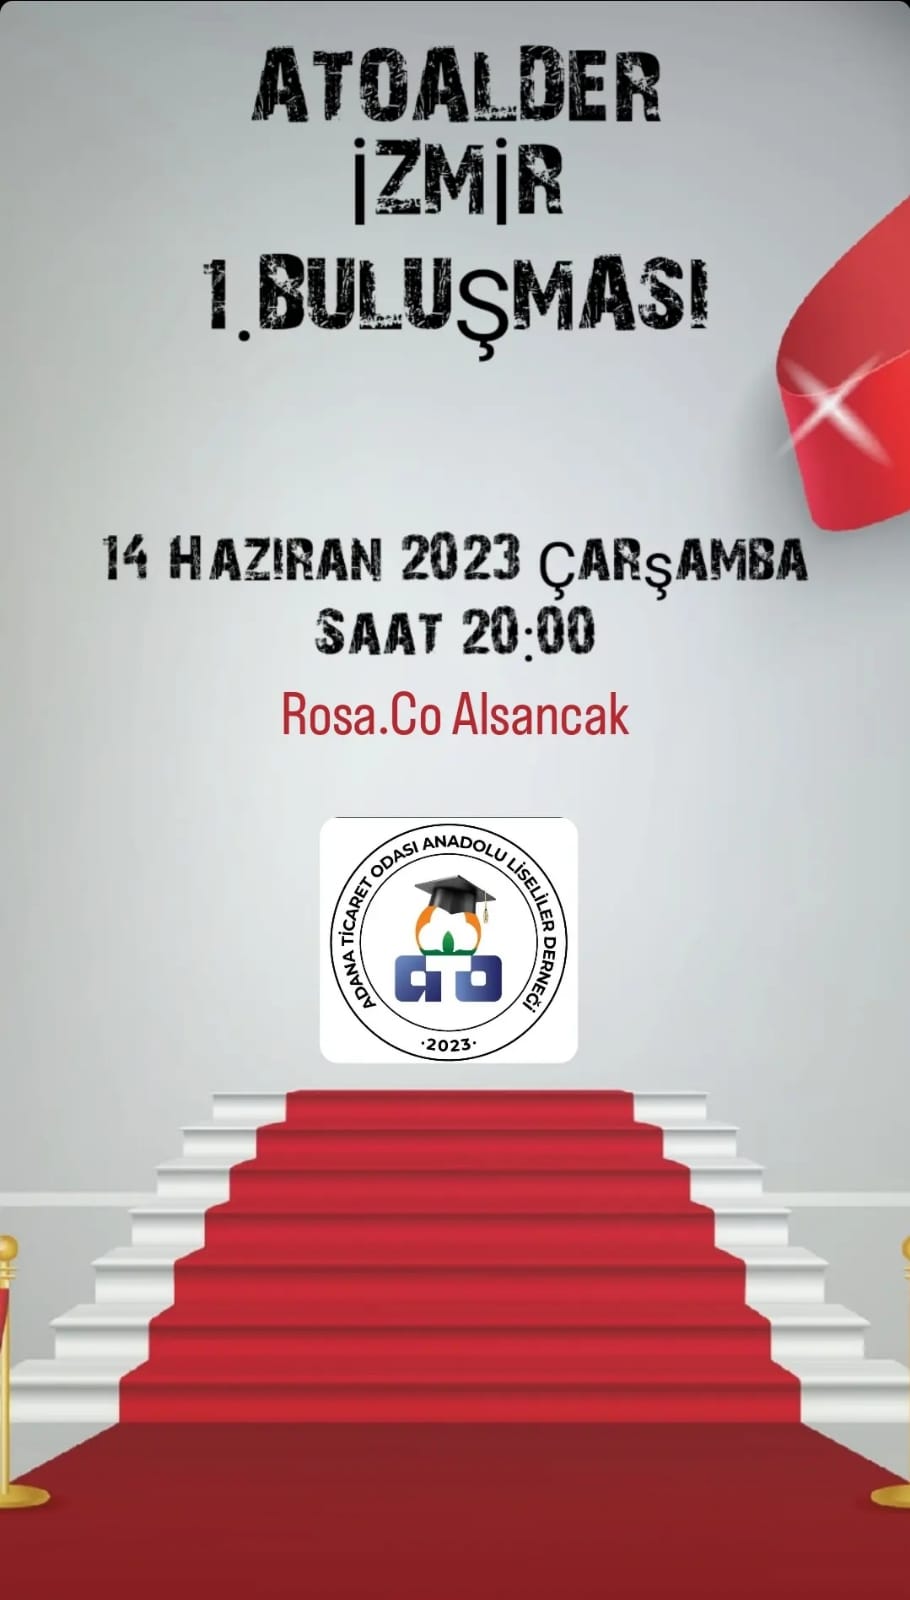 ATOALDER
İZMİR
1.BULUŞMASI
14 HAZIRAN 2023 ÇARŞAMBA
SAAT 20:00
Rosa.Co Alsancak
ADANA TİCARET ODASI ANADOLU LİSELİLER DERNEĞİ
ATO
·2023·